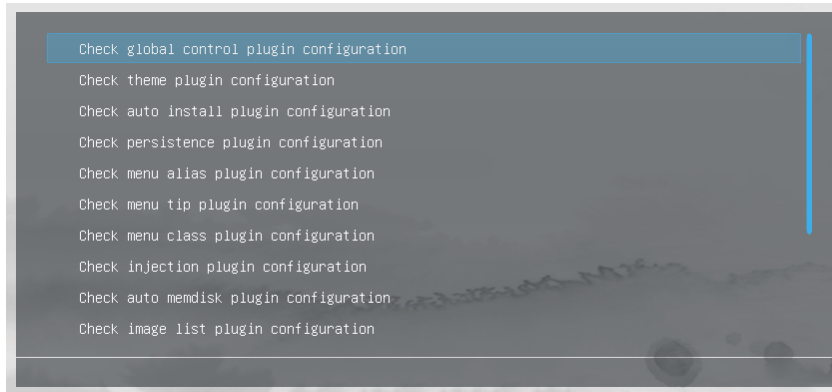 Check global control plugin configuration
Check theme plugin configuration
Check auto install plugin configuration
Check persistence plugin configuration
Check menu alias plugin configuration
Check menu tip plugin configuration
Check menu class plugin configuration
Check injection plugin configuration
Check auto memdisk plugin configuration
Check image list plugin configuration